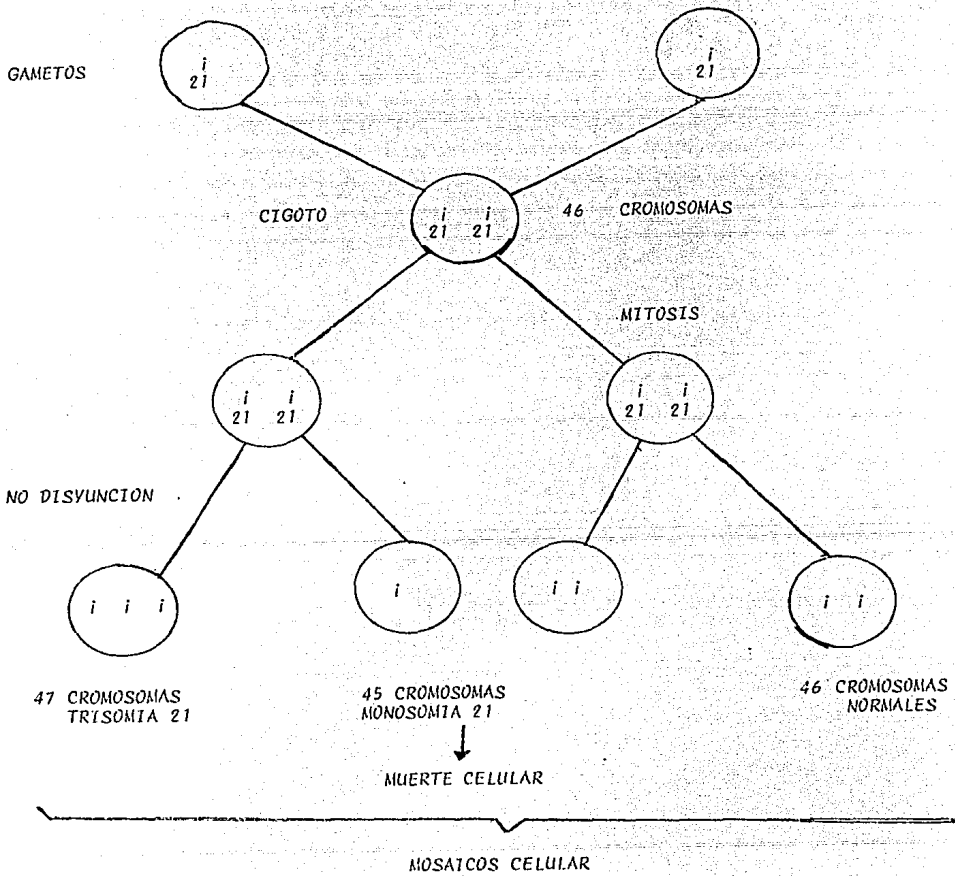 i i
GAMETOS 21 21
CIGOTO i i 46 CROMOSOMAS
21 21
MITOSIS
i i i i
21 21 21 21
NO DISYUNCION
i i i i i i i i
47 CROMOSOMAS 45 CROMOSOMAS 46 CROMOSOMAS
TRISOMIA 21 MONOSOMIA 21 NORMALES
MUERTE CELULAR
MOSAICOS CELULAR